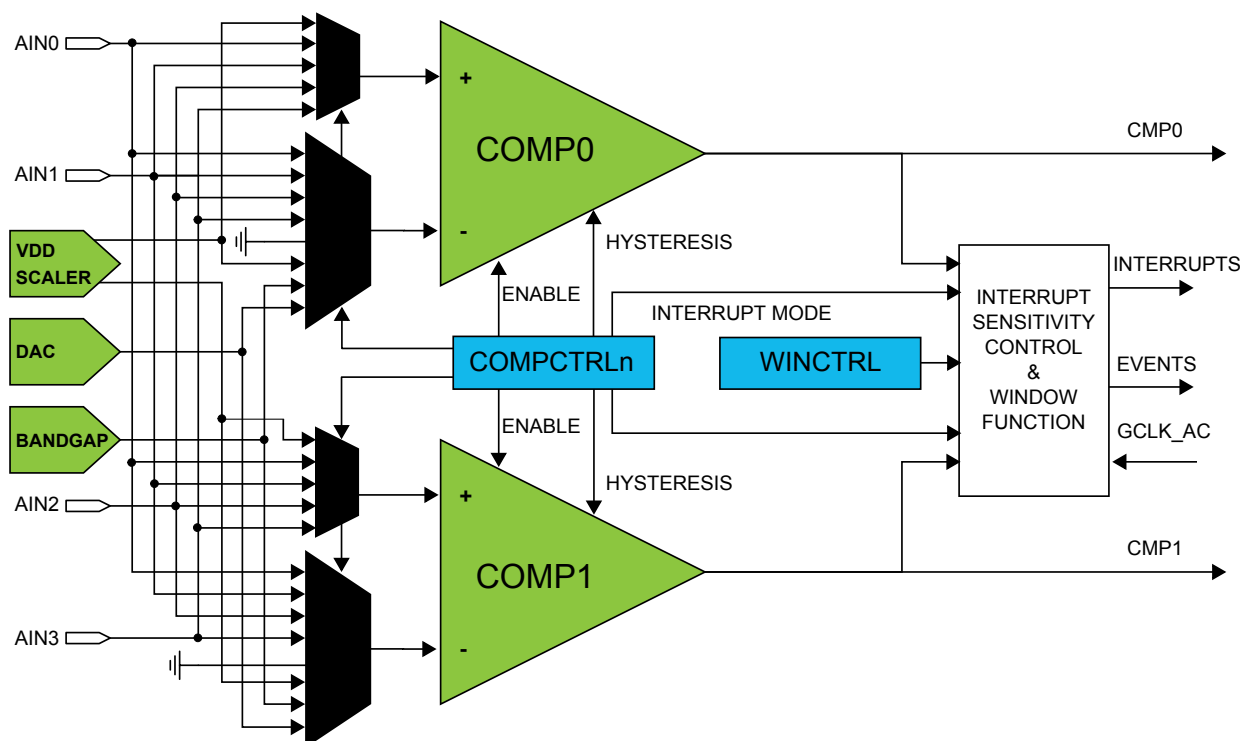 AIN0
+
COMP0
CMP0
AIN1
-
HYSTERESIS
VDD
SCALER
ENABLE
INTERRUPT MODE
INTERRUPT
SENSITIVITY
CONTROL
&
WINDOW
FUNCTION
INTERRUPTS
DAC
COMPCTRLn
WINCTRL
EVENTS
BANDGAP
ENABLE
GCLK_AC
HYSTERESIS
AIN2
+
COMP1
CMP1
AIN3
-